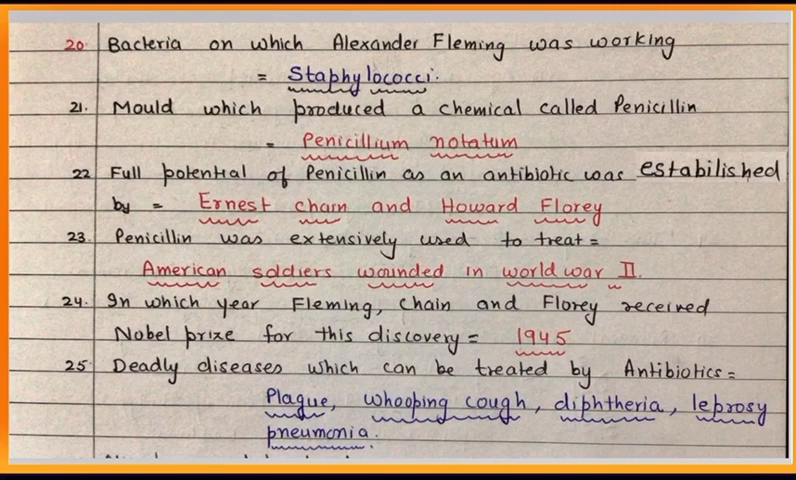 20. Bacteria on which Alexander Fleming was working
= Staphylococci.
21. Mould which produced a chemical called Penicillin
= Penicillium notatum
22 Full potential of Penicillin as an antibiotic was estabilished
by = Ernest chain and Howard Florey
23. Penicillin was extensively used to treat =
American soldiers wounded in world war II.
24. In which year Fleming, Chain and Florey received
Nobel prize for this discovery = 1945
25 Deadly diseases which can be treated by Antibiotics =
Plague, whooping cough, diphtheria, leprosy
pneumonia.